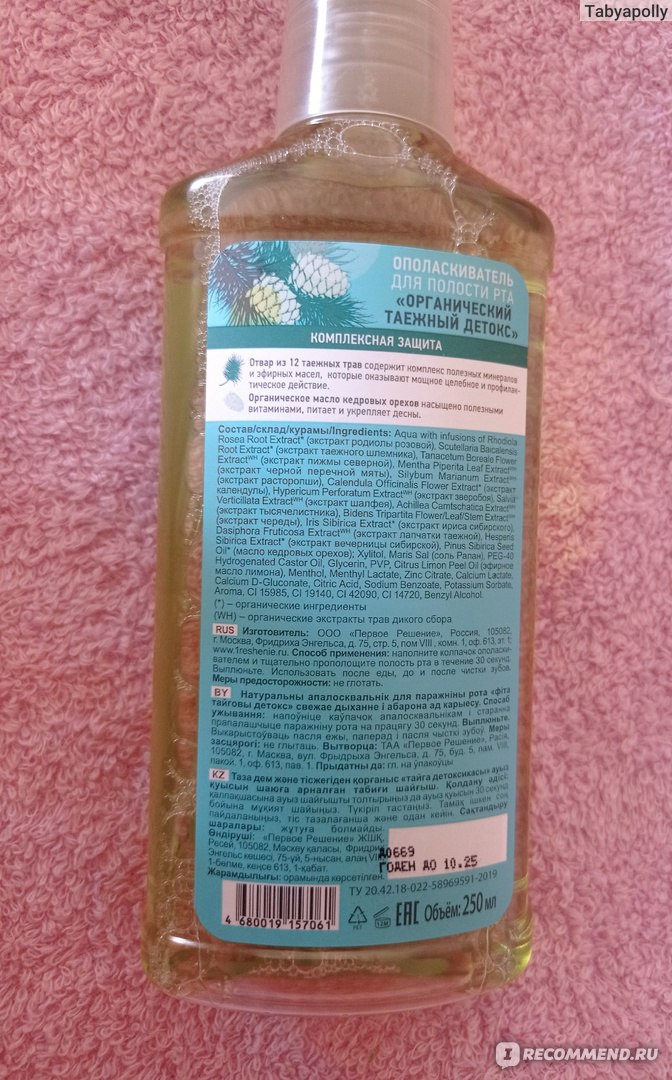 Tabyapolly
ОПОЛАСКИВАТЕЛЬ
ДЛЯ ПОЛОСТИ РТА
«ОРГАНИЧЕСКИЙ
ТАЕЖНЫЙ ДЕТОКС»
КОМПЛЕКСНАЯ ЗАЩИТА
Отвар из 12 таежных трав содержит комплекс полезных минералов
и эфирных масел, которые оказывают мощное целебное и профилак-
тическое действие.
Органическое масло кедровых орехов насыщено полезными
витаминами, питает и укрепляет десны.
Состав/склад/курамы/Ingredients: Aqua with infusions of Rhodiola
Rosea Root Extract* (экстракт родиолы розовой), Scutellaria Baicalensis
Root Extract* (экстракт таежного шлемника), Tanacetum Boreale Flower
Extractᵂᴴ (экстракт пижмы северной), Mentha Piperita Leaf Extractᵂᴴ
(экстракт черной перечной мяты), Silybum Marianum Extractᵂᴴ
(экстракт расторопши), Calendula Officinalis Flower Extract* (экстракт
календулы), Hypericum Perforatum Extractᵂᴴ (экстракт зверобоя), Salvia
Verticillata Extractᵂᴴ (экстракт шалфея), Achillea Camtschatica Extractᵂᴴ
(экстракт тысячелистника), Bidens Tripartita Flower/Leaf/Stem Extractᵂᴴ
(экстракт череды), Iris Sibirica Extract* (экстракт ириса сибирского),
Dasiphora Fruticosa Extractᵂᴴ (экстракт лапчатки таежной), Hesperis
Sibirica Extract* (экстракт вечерницы сибирской), Pinus Sibirica Seed
Oil* (масло кедровых орехов); Xylitol, Maris Sal (соль Рапан), PEG-40
Hydrogenated Castor Oil, Glycerin, PVP, Citrus Limon Peel Oil (эфирное
масло лимона), Menthol, Menthyl Lactate, Zinc Citrate, Calcium Lactate,
Calcium D-Gluconate, Citric Acid, Sodium Benzoate, Potassium Sorbate,
Aroma, CI 15985, CI 19140, CI 42090, CI 14720, Benzyl Alcohol.
(*) – органические ингредиенты
(WH) – органические экстракты трав дикого сбора
RUS Изготовитель: ООО «Первое Решение», Россия, 105082,
г. Москва, Фридриха Энгельса, д. 75, стр. 5, пом VIII, комн. 1, оф. 613, эт. 1,
www.1reshenie.ru. Способ применения: наполните колпачок ополаски-
вателем и тщательно прополощите полость рта в течение 30 секунд.
Выплюньте. Использовать после еды, до и после чистки зубов.
Меры предосторожности: не глотать.
BY Натуральны апаласквальнік для паражніны рота «фіта
тайговы детокс» свежае дыханне і абарона ад карыесу. Спосаб
ужывання: напоўніце каўпачок апаласквальнікам і старанна
прапалашчыце паражніну рота на працягу 30 секунд. Выплюньте.
Выкарыстоўваць пасля ежы, паперад і пасля чысткі зубоў. Меры
засцярогі: не глытаць. Вытворца: ТАА «Первое Решение», Расія,
105082, г. Масква, вул. Фрыдрыха Энгельса, д. 75, буд. 5, пам. VIII,
пакой. 1, оф. 613, пав. 1. Прыдатны да: гл. на ўпакоўцы
KZ Таза дем және тісжегіден қорғаныс «тайга детоксикасы» ауыз
қуысын шаюға арналған табиғи шайғыш. Қолдану әдісі:
қаллақшасына ауыз шайғышты толтырыңыз да ауыз қуысын 30 секунд
бойына мұқият шайыңыз. Түкіріп тастаңыз. Тамақ ішкен соң
пайдаланыңыз, тіс тазалағанша және одан кейін. Сақтандыру
шаралары: жұтуға болмайды.
Өндіруші: «Первое Решение» ЖШҚ,
Ресей, 105082, Маскеу қаласы, Фридрих
Энгельс көшесі, 75-үй, 5-нысан, алаң VIII
1-бөлме, кеңсе 613, 1-қабат.
Жарамдылығы: орамында көрсетілген.
А0669
ГОДЕН ДО 10.25
ТУ 20.42.18-022-58969591-2019
4 680019 157061
PET
12M
EAC
Объём: 250 мл
IRECOMMEND.RU